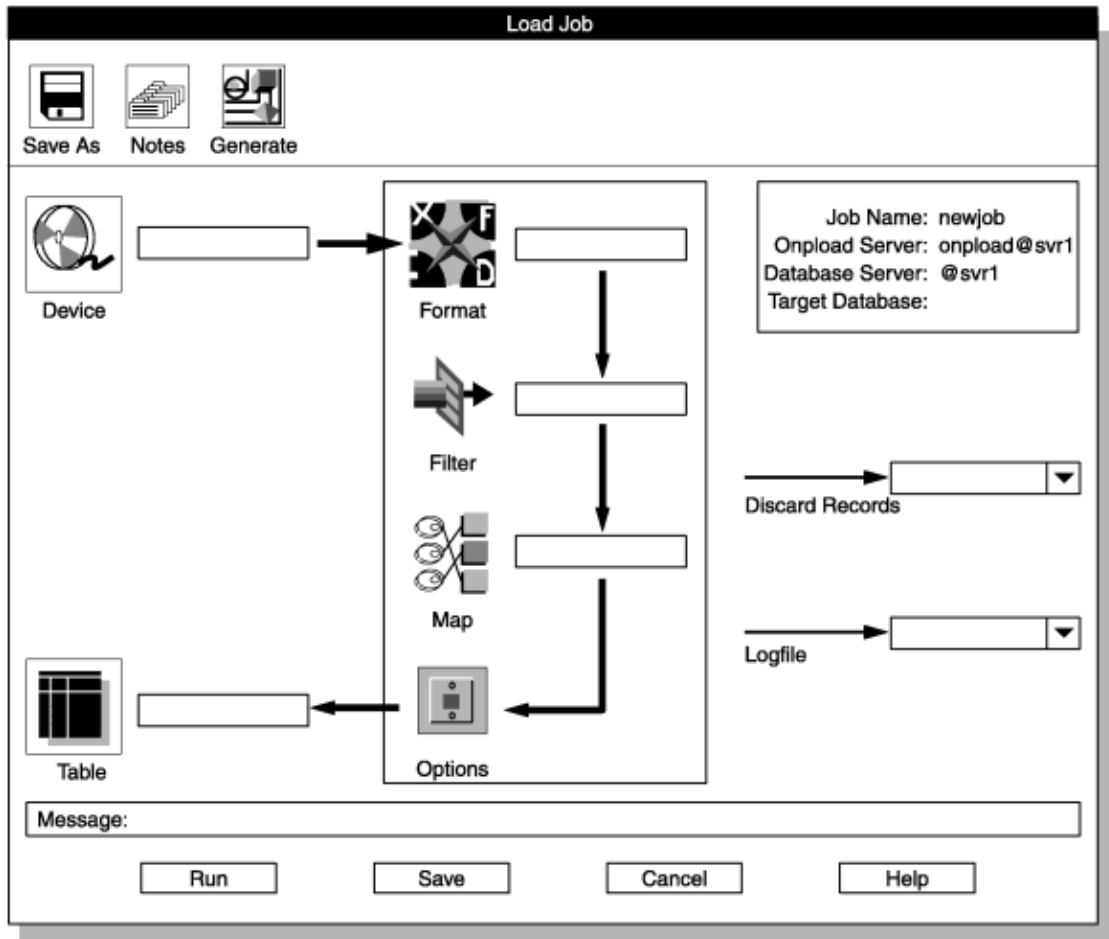 Load Job
Save As Notes Generate
Device
X F
D
Format
Job Name: newjob
Onpload Server: onpload@svr1
Database Server: @svr1
Target Database:
Filter
Discard Records
Map
Logfile
Table
Options
Message:
Run Save Cancel Help